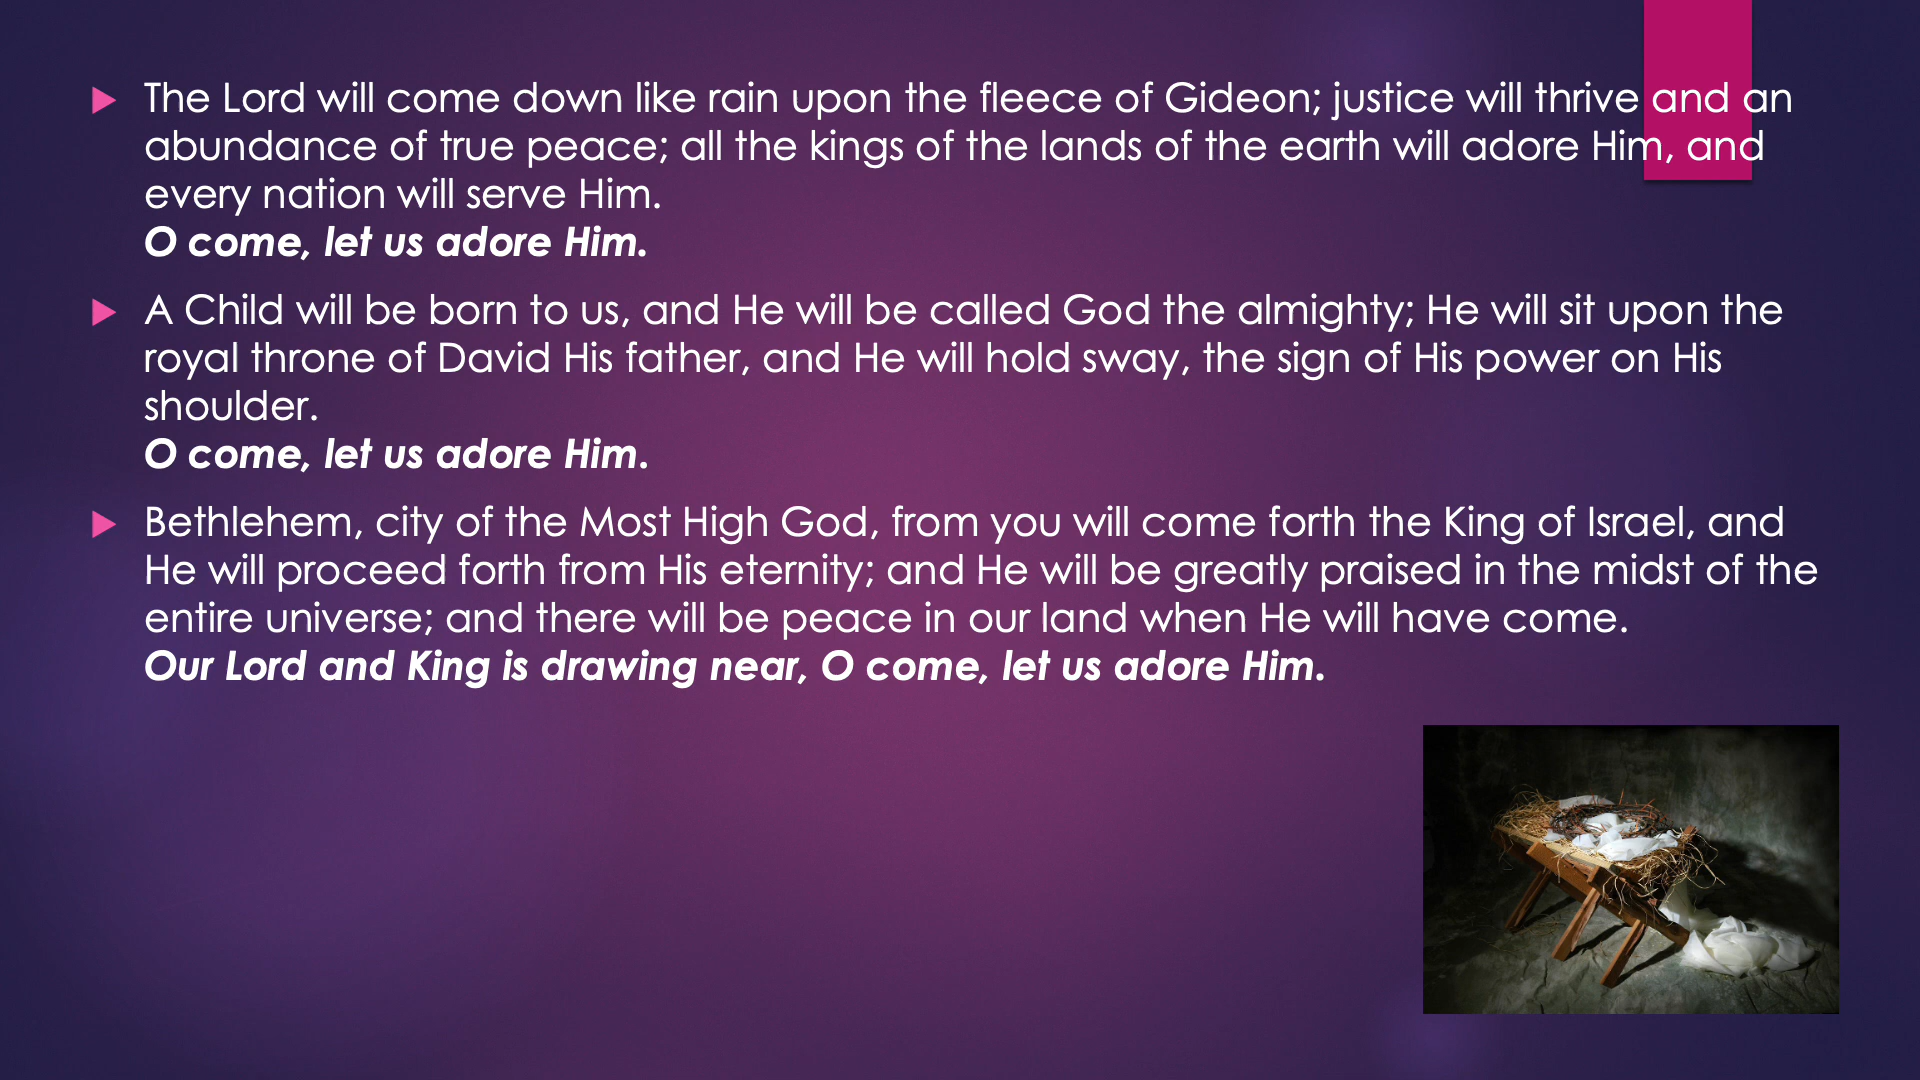 The Lord will come down like rain upon the fleece of Gideon; justice will thrive and an
abundance of true peace; all the kings of the lands of the earth will adore Him, and
every nation will serve Him.
O come, let us adore Him.
A Child will be born to us, and He will be called God the almighty; He will sit upon the
royal throne of David His father, and He will hold sway, the sign of His power on His
shoulder.
O come, let us adore Him.
Bethlehem, city of the Most High God, from you will come forth the King of Israel, and
He will proceed forth from His eternity; and He will be greatly praised in the midst of the
entire universe; and there will be peace in our land when He will have come.
Our Lord and King is drawing near, O come, let us adore Him.